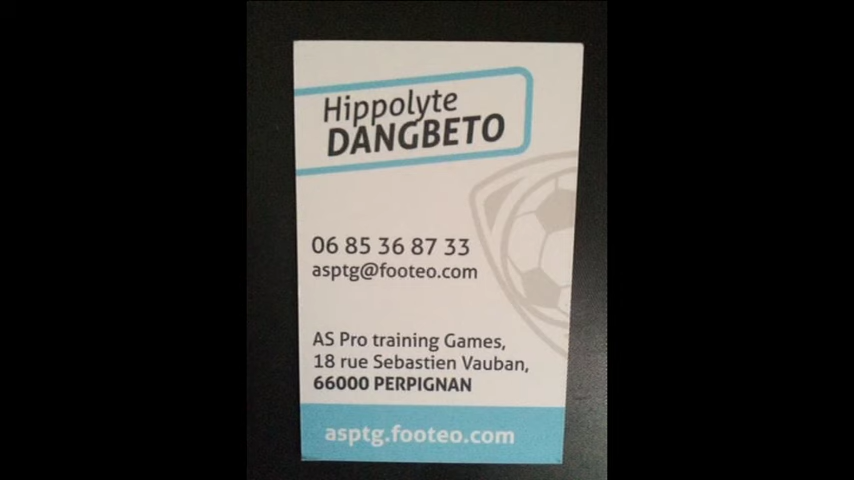 Hippolyte
DANGBETO
06 85 36 87 33
asptg@footeo.com
AS Pro training Games,
18 rue Sebastien Vauban,
66000 PERPIGNAN
asptg.footeo.com